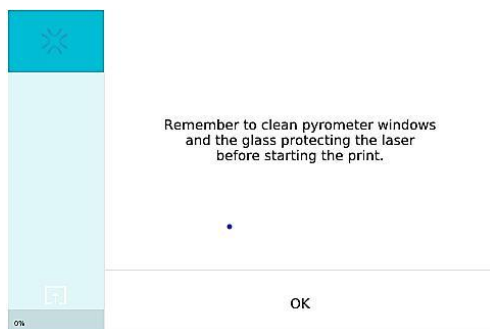 Remember to clean pyrometer windows
and the glass protecting the laser
before starting the print.
OK
0%